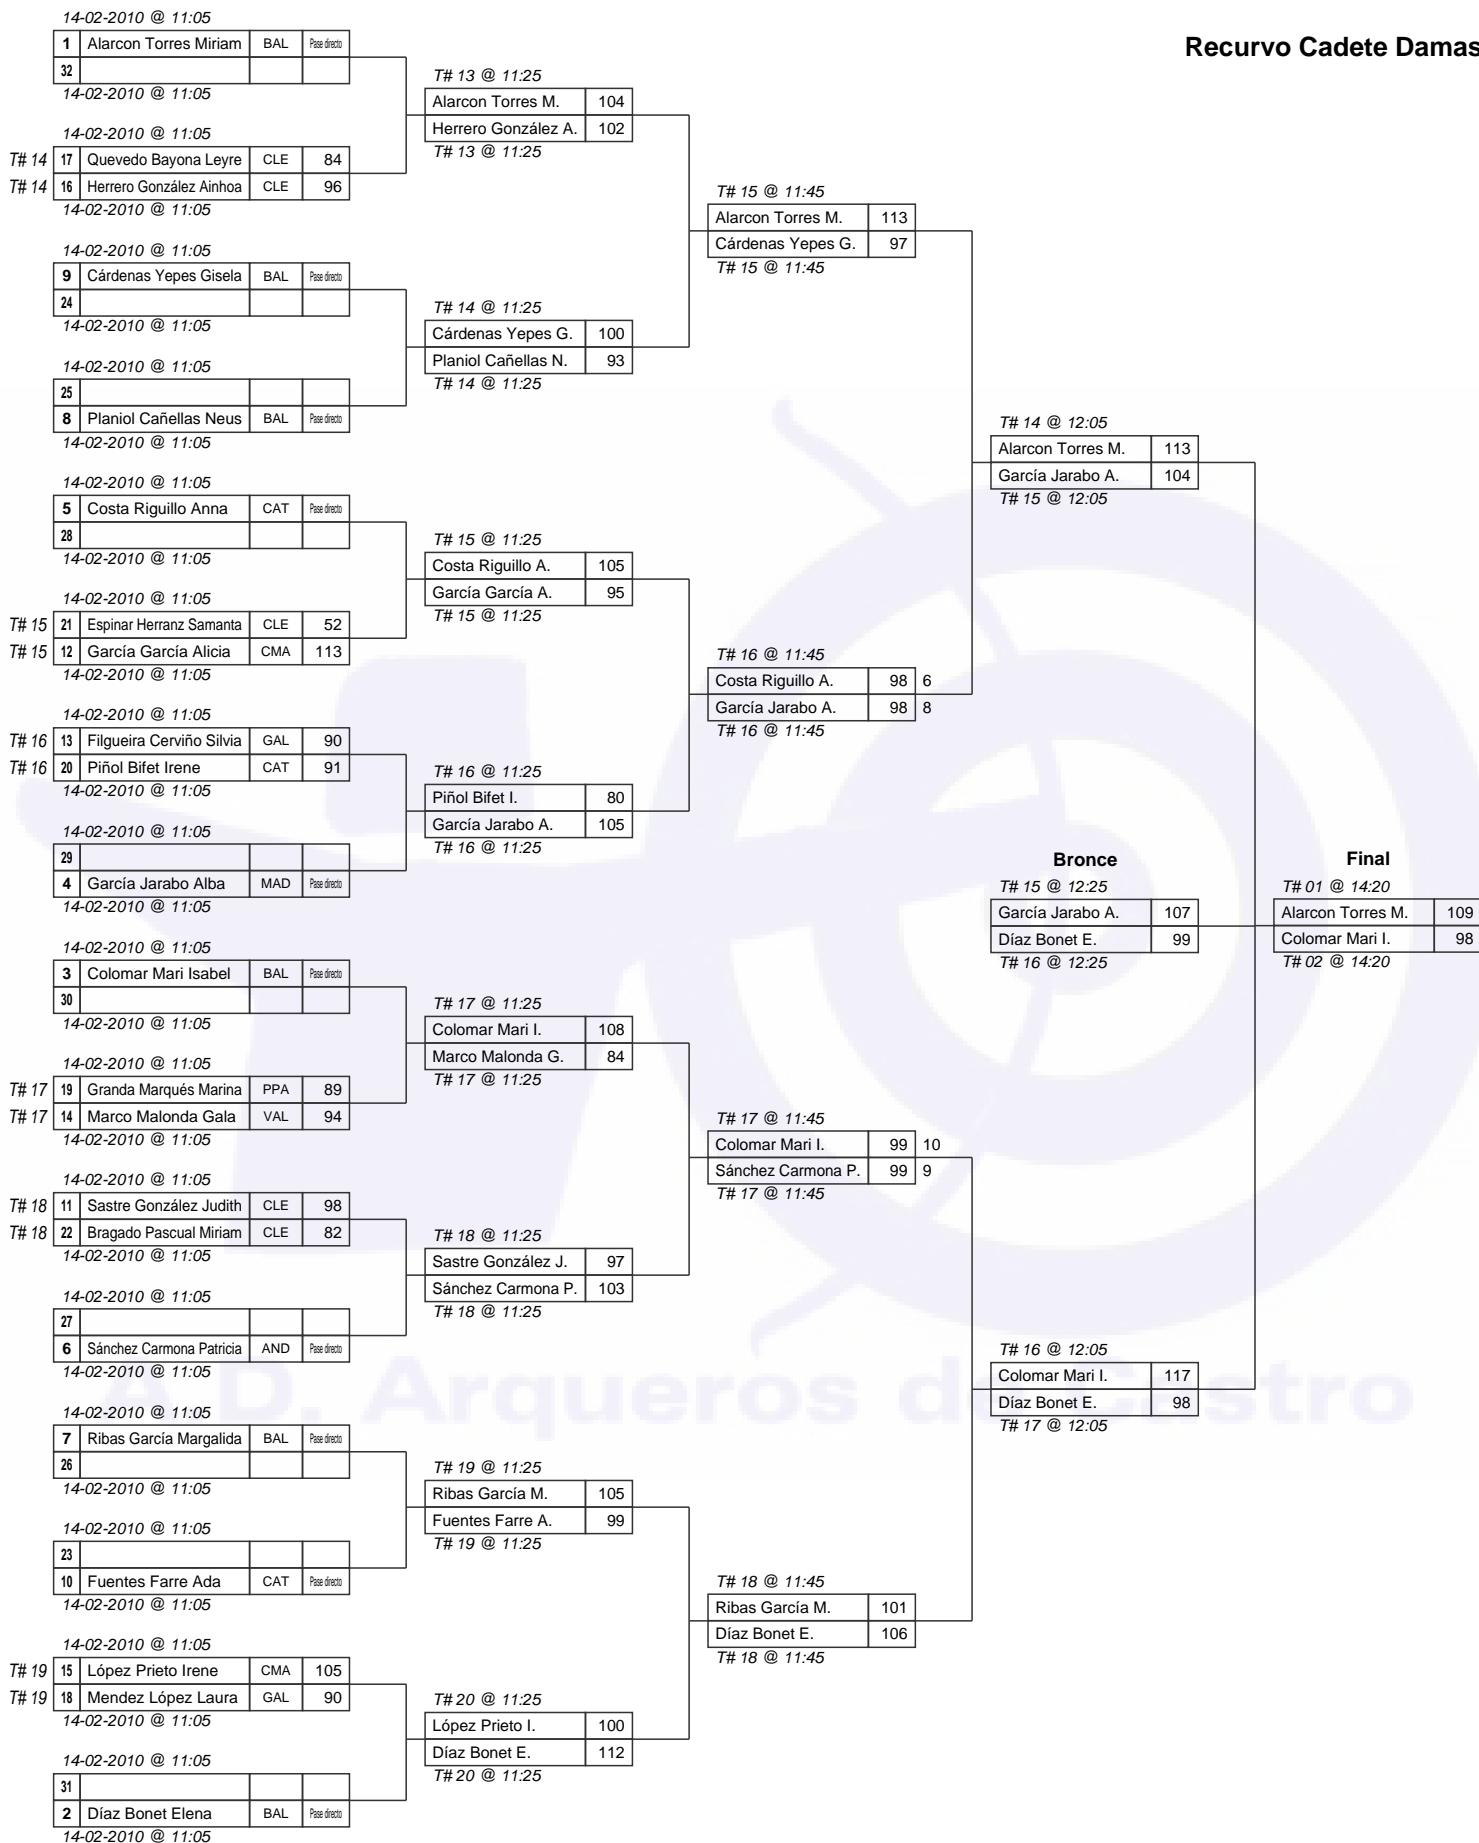 Recurvo Cadete Damas
14-02-2010 @ 11:05
1 Alarcon Torres Miriam BAL Pase directo
32
14-02-2010 @ 11:05
14-02-2010 @ 11:05
T# 14 17 Quevedo Bayona Leyre CLE 84
T# 14 16 Herrero González Ainhoa CLE 96
14-02-2010 @ 11:05
14-02-2010 @ 11:05
9 Cárdenas Yepes Gisela BAL Pase directo
24
14-02-2010 @ 11:05
14-02-2010 @ 11:05
25
8 Planiol Cañellas Neus BAL Pase directo
14-02-2010 @ 11:05
14-02-2010 @ 11:05
5 Costa Riguillo Anna CAT Pase directo
28
14-02-2010 @ 11:05
14-02-2010 @ 11:05
T# 15 21 Espinar Herranz Samanta CLE 52
T# 15 12 García García Alicia CMA 113
14-02-2010 @ 11:05
14-02-2010 @ 11:05
T# 16 13 Filgueira Cerviño Silvia GAL 90
T# 16 20 Piñol Bifet Irene CAT 91
14-02-2010 @ 11:05
14-02-2010 @ 11:05
29
4 García Jarabo Alba MAD Pase directo
14-02-2010 @ 11:05
14-02-2010 @ 11:05
3 Colomar Mari Isabel BAL Pase directo
30
14-02-2010 @ 11:05
14-02-2010 @ 11:05
T# 17 19 Granda Marqués Marina PPA 89
T# 17 14 Marco Malonda Gala VAL 94
14-02-2010 @ 11:05
14-02-2010 @ 11:05
T# 18 11 Sastre González Judith CLE 98
T# 18 22 Bragado Pascual Miriam CLE 82
14-02-2010 @ 11:05
14-02-2010 @ 11:05
27
6 Sánchez Carmona Patricia AND Pase directo
14-02-2010 @ 11:05
14-02-2010 @ 11:05
7 Ribas García Margalida BAL Pase directo
26
14-02-2010 @ 11:05
14-02-2010 @ 11:05
23
10 Fuentes Farre Ada CAT Pase directo
14-02-2010 @ 11:05
14-02-2010 @ 11:05
T# 19 15 López Prieto Irene CMA 105
T# 19 18 Mendez López Laura GAL 90
14-02-2010 @ 11:05
14-02-2010 @ 11:05
31
2 Díaz Bonet Elena BAL Pase directo
14-02-2010 @ 11:05
T# 13 @ 11:25
Alarcon Torres M. 104
Herrero González A. 102
T# 13 @ 11:25
T# 14 @ 11:25
Cárdenas Yepes G. 100
Planiol Cañellas N. 93
T# 14 @ 11:25
T# 15 @ 11:25
Costa Riguillo A. 105
García García A. 95
T# 15 @ 11:25
T# 16 @ 11:25
Piñol Bifet I. 80
García Jarabo A. 105
T# 16 @ 11:25
T# 17 @ 11:25
Colomar Mari I. 108
Marco Malonda G. 84
T# 17 @ 11:25
T# 18 @ 11:25
Sastre González J. 97
Sánchez Carmona P. 103
T# 18 @ 11:25
T# 19 @ 11:25
Ribas García M. 105
Fuentes Farre A. 99
T# 19 @ 11:25
T# 20 @ 11:25
López Prieto I. 100
Díaz Bonet E. 112
T# 20 @ 11:25
T# 15 @ 11:45
Alarcon Torres M. 113
Cárdenas Yepes G. 97
T# 15 @ 11:45
T# 16 @ 11:45
Costa Riguillo A. 98 6
García Jarabo A. 98 8
T# 16 @ 11:45
T# 17 @ 11:45
Colomar Mari I. 99 10
Sánchez Carmona P. 99 9
T# 17 @ 11:45
T# 18 @ 11:45
Ribas García M. 101
Díaz Bonet E. 106
T# 18 @ 11:45
T# 14 @ 12:05
Alarcon Torres M. 113
García Jarabo A. 104
T# 15 @ 12:05
Bronce
T# 15 @ 12:25
García Jarabo A. 107
Díaz Bonet E. 99
T# 16 @ 12:25
T# 16 @ 12:05
Colomar Mari I. 117
Díaz Bonet E. 98
T# 17 @ 12:05
Final
T# 01 @ 14:20
Alarcon Torres M. 109
Colomar Mari I. 98
T# 02 @ 14:20
A.D. Arqueros de Castro